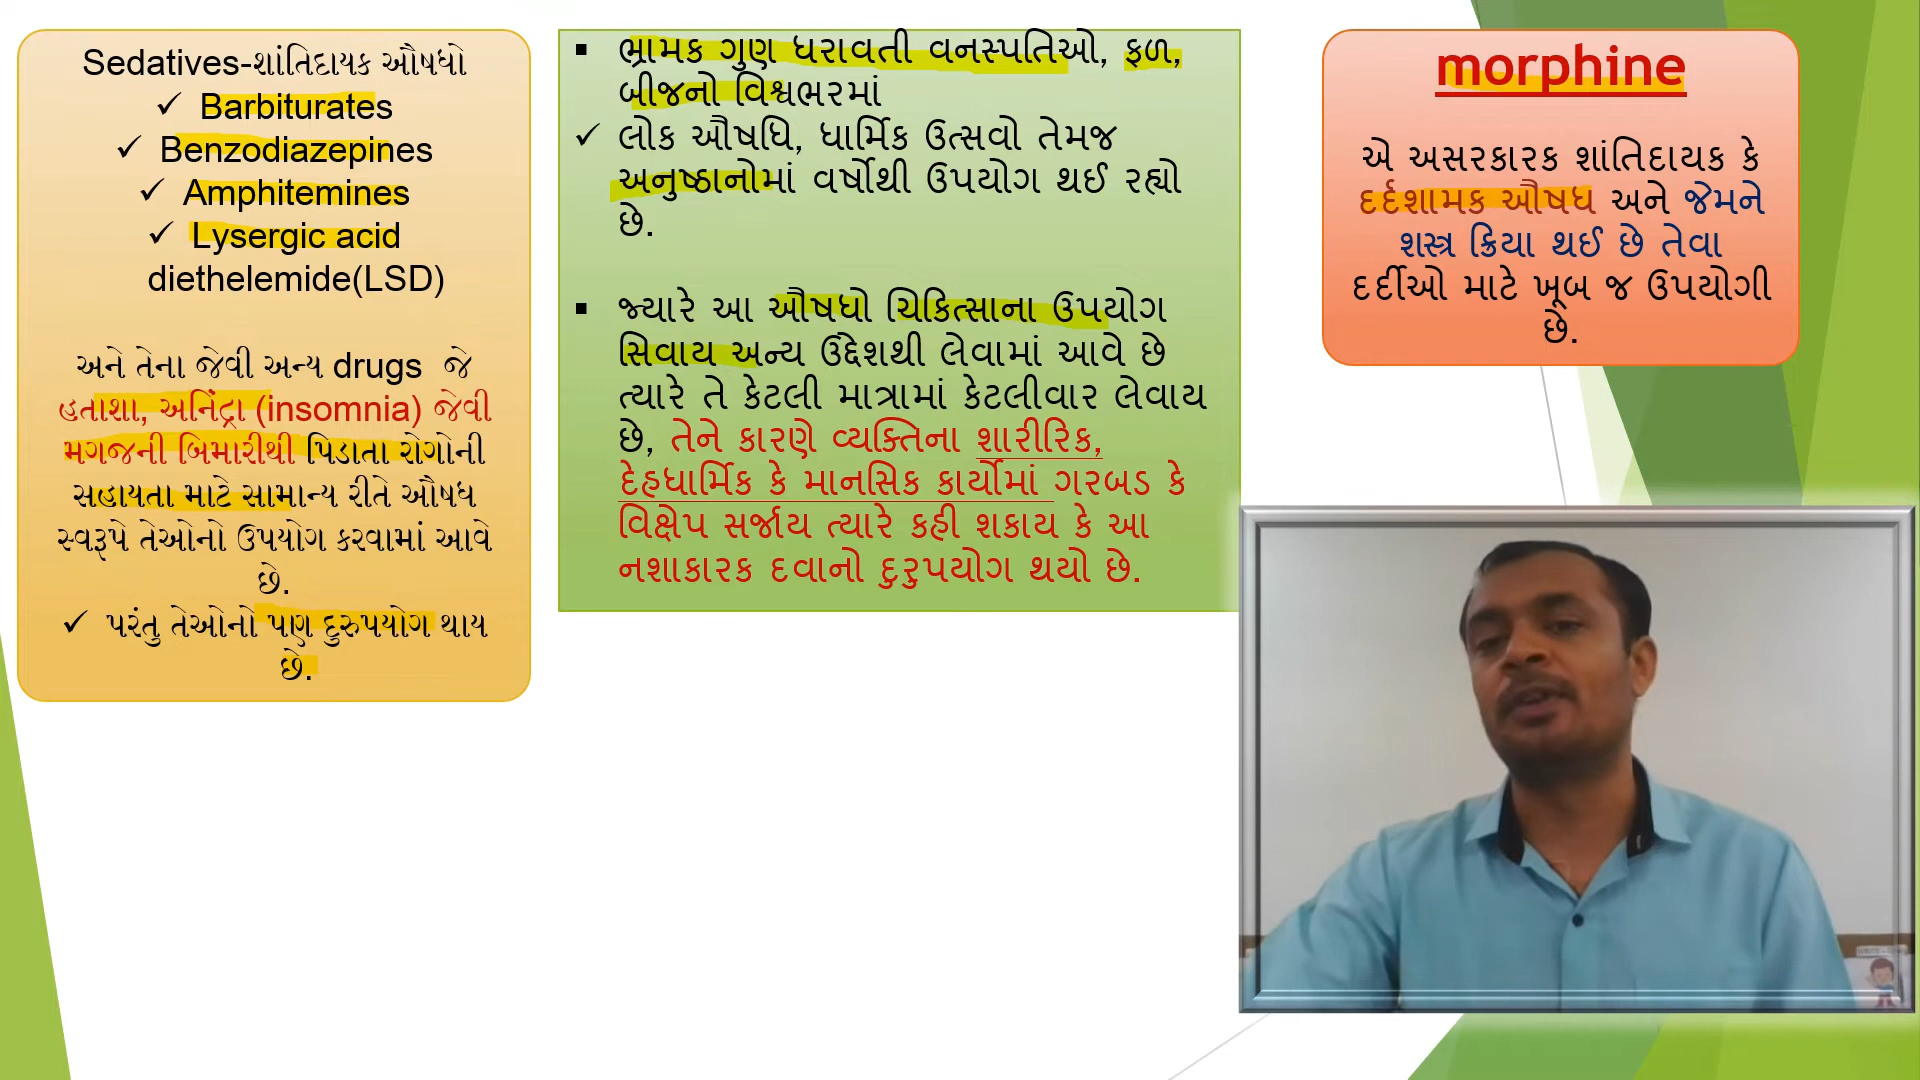 Sedatives-શાંતિદાયક ઔષધો
✓ Barbiturates
✓ Benzodiazepines
✓ Amphitemines
✓ Lysergic acid
diethelemide(LSD)
અને તેના જેવી અન્ય drugs જે
હતાશા, અનિંદ્રા (insomnia) જેવી
મગજની બિમારીથી પિડાતા રોગોની
સહાયતા માટે સામાન્ય રીતે ઔષધ
સ્વરૂપે તેઓનો ઉપયોગ કરવામાં આવે
છે.
✓ પરંતુ તેઓનો પણ દુરુપયોગ થાય
છે.
▪ ભ્રામક ગુણ ધરાવતી વનસ્પતિઓ, ફળ,
બીજનો વિશ્વભરમાં
✓ લોક ઔષધિ, ધાર્મિક ઉત્સવો તેમજ
અનુષ્ઠાનોમાં વર્ષોથી ઉપયોગ થઈ રહ્યો
છે.
▪ જ્યારે આ ઔષધો ચિકિત્સાના ઉપયોગ
સિવાય અન્ય ઉદ્દેશથી લેવામાં આવે છે
ત્યારે તે કેટલી માત્રામાં કેટલીવાર લેવાય
છે, તેને કારણે વ્યક્તિના શારીરિક,
દેહધાર્મિક કે માનસિક કાર્યોમાં ગરબડ કે
વિક્ષેપ સર્જાય ત્યારે કહી શકાય કે આ
નશાકારક દવાનો દુરુપયોગ થયો છે.
morphine
એ અસરકારક શાંતિદાયક કે
દર્દશામક ઔષધ અને જેમને
શસ્ત્ર ક્રિયા થઈ છે તેવા
દર્દીઓ માટે ખૂબ જ ઉપયોગી
છે.